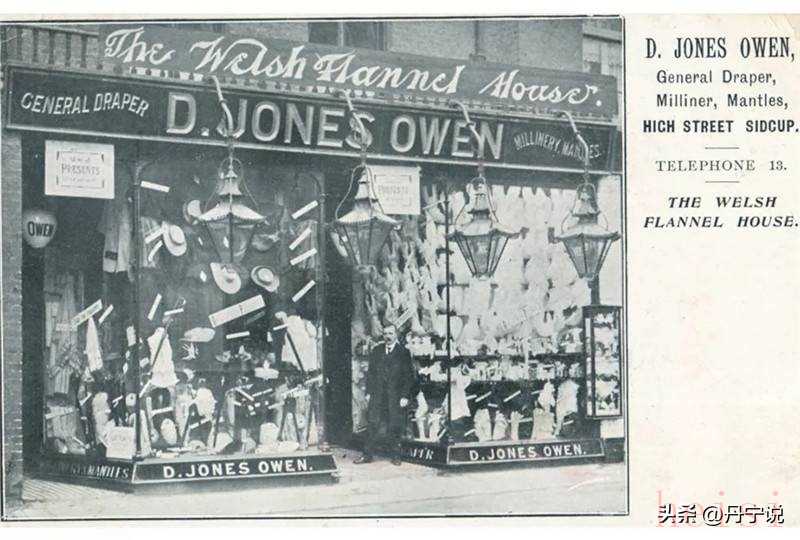 The Welsh Flannel House.
GENERAL DRAPER
D. JONES OWEN
MILLINERY, MANTLES.
PRESENTS
OWEN
MANTLES
D. JONES OWEN.
D. JONES OWEN.
D. JONES OWEN,
General Draper,
Milliner, Mantles,
HIGH STREET SIDCUP.
TELEPHONE 13.
THE WELSH
FLANNEL HOUSE.
头条 @丹宁说